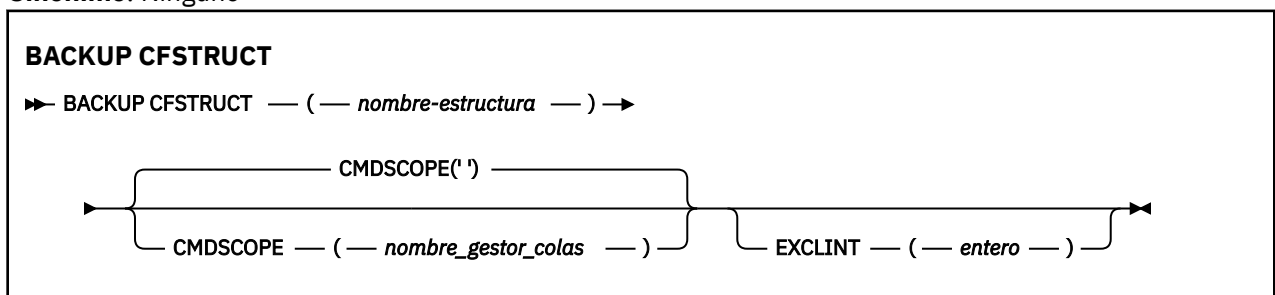 Sinónimo: Ninguno
BACKUP CFSTRUCT
BACKUP CFSTRUCT ( nombre-estructura )
CMDSCOPE(' ')
CMDSCOPE ( nombre_gestor_colas ) EXCLINT ( entero )